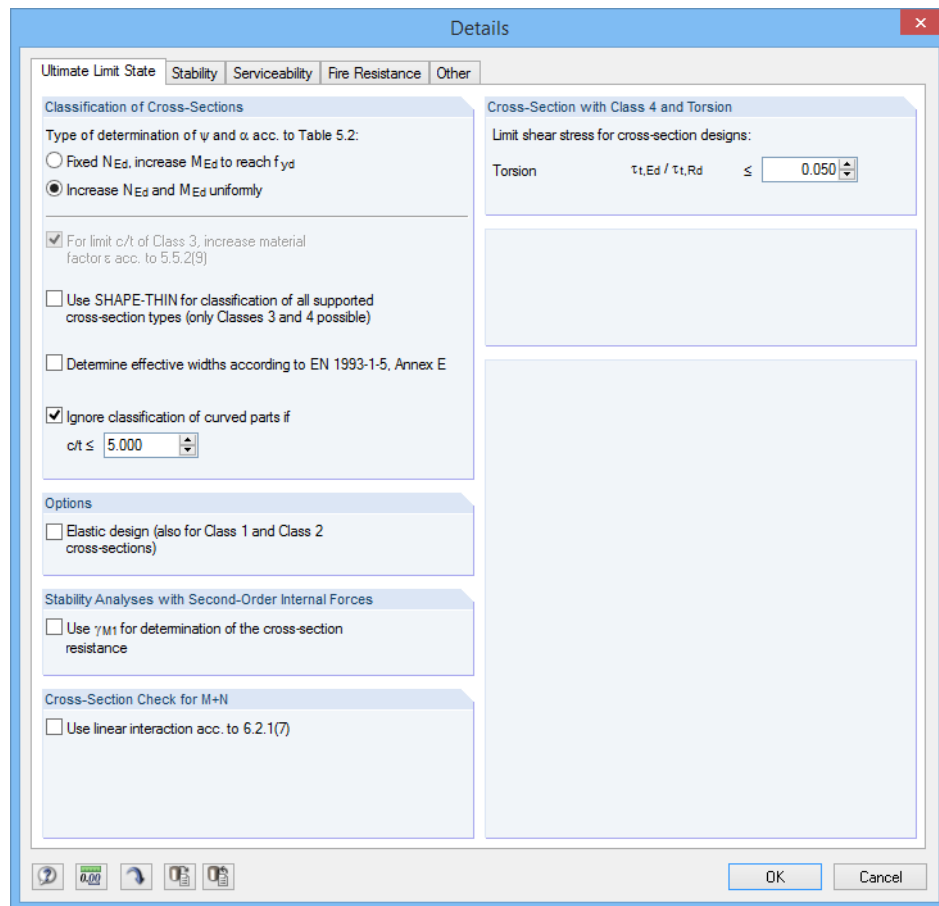 Details
Ultimate Limit State
Stability
Serviceability
Fire Resistance
Other
Classification of Cross-Sections
Type of determination of ψ and α acc. to Table 5.2:
Fixed NEd, increase MEd to reach fyd
Increase NEd and MEd uniformly
For limit c/t of Class 3, increase material
factor ε acc. to 5.5.2(9)
Use SHAPE-THIN for classification of all supported
cross-section types (only Classes 3 and 4 possible)
Determine effective widths according to EN 1993-1-5, Annex E
Ignore classification of curved parts if
c/t ≤ 5.000
Options
Elastic design (also for Class 1 and Class 2
cross-sections)
Stability Analyses with Second-Order Internal Forces
Use γM1 for determination of the cross-section
resistance
Cross-Section Check for M+N
Use linear interaction acc. to 6.2.1(7)
Cross-Section with Class 4 and Torsion
Limit shear stress for cross-section designs:
Torsion τt,Ed / τt,Rd ≤ 0.050
0.00
OK
Cancel